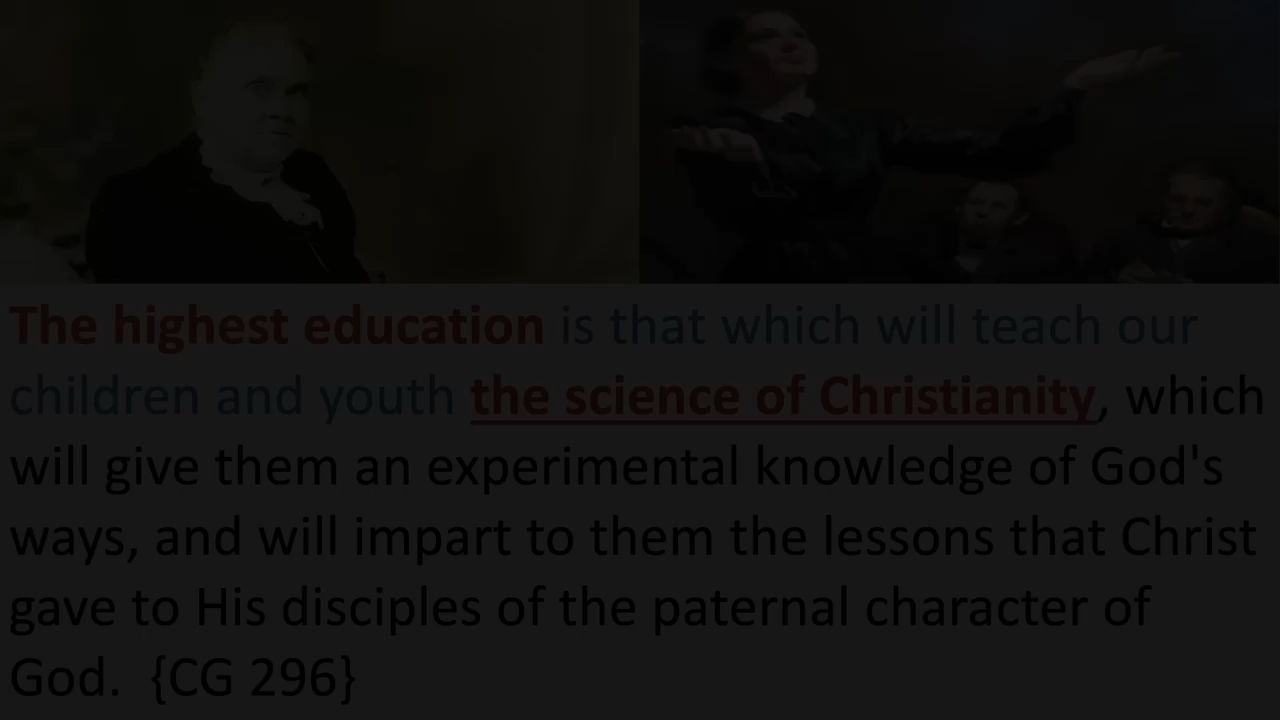 The highest education is that which will teach our
children and youth the science of Christianity, which
will give them an experimental knowledge of God's
ways, and will impart to them the lessons that Christ
gave to His disciples of the paternal character of
God.  {CG 296}